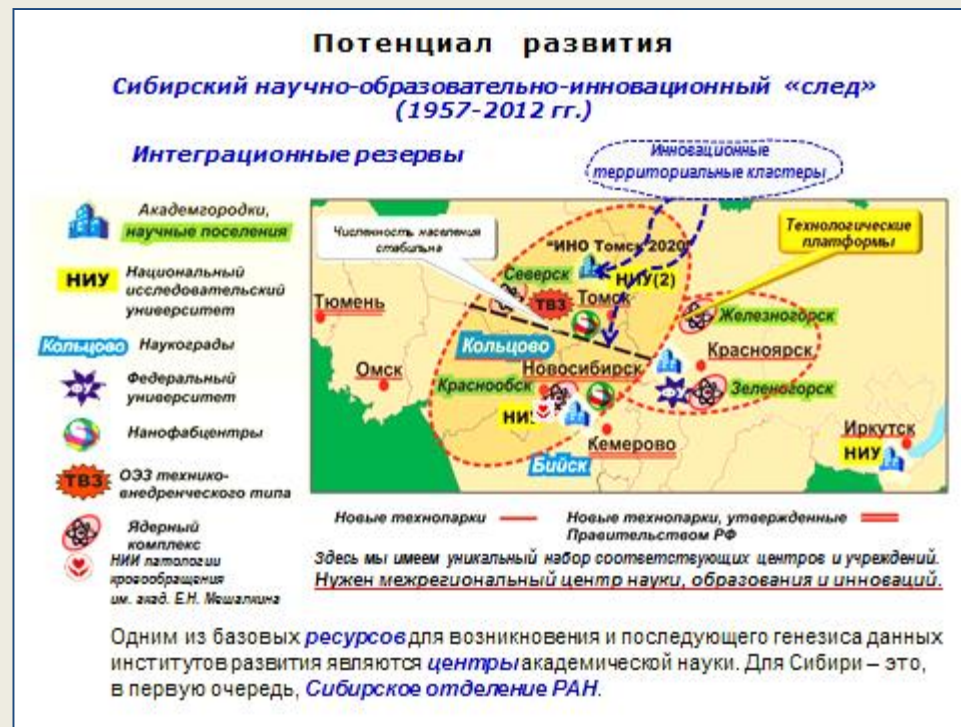 Потенциал развития
Сибирский научно-образовательно-инновационный «след»
(1957-2012 гг.)
Интеграционные резервы
Инновационные
территориальные кластеры
Академгородки,
научные поселения
НИУ
Национальный
исследовательский
университет
Кольцово
Наукограды
ФУ
Федеральный
университет
Нанофабцентры
ТВЗ
ОЭЗ технико-
внедренческого типа
Ядерный
комплекс
НИИ патологии
кровообращения
им. акад. Е.Н. Мешалкина
Численность населения
стабильна
"ИНО Томск 2020"
Технологические
платформы
Северск
НИУ(2)
Тюмень
ТВЗ
Томск
Железногорск
Кольцово
Красноярск
Омск
Новосибирск
Краснообск
ФУ
Зеленогорск
НИУ
Кемерово
Иркутск
Бийск
НИУ
Новые технопарки
Новые технопарки, утвержденные
Правительством РФ
Здесь мы имеем уникальный набор соответствующих центров и учреждений.
Нужен межрегиональный центр науки, образования и инноваций.
Одним из базовых ресурсов для возникновения и последующего генезиса данных
институтов развития являются центры академической науки. Для Сибири – это,
в первую очередь, Сибирское отделение РАН.